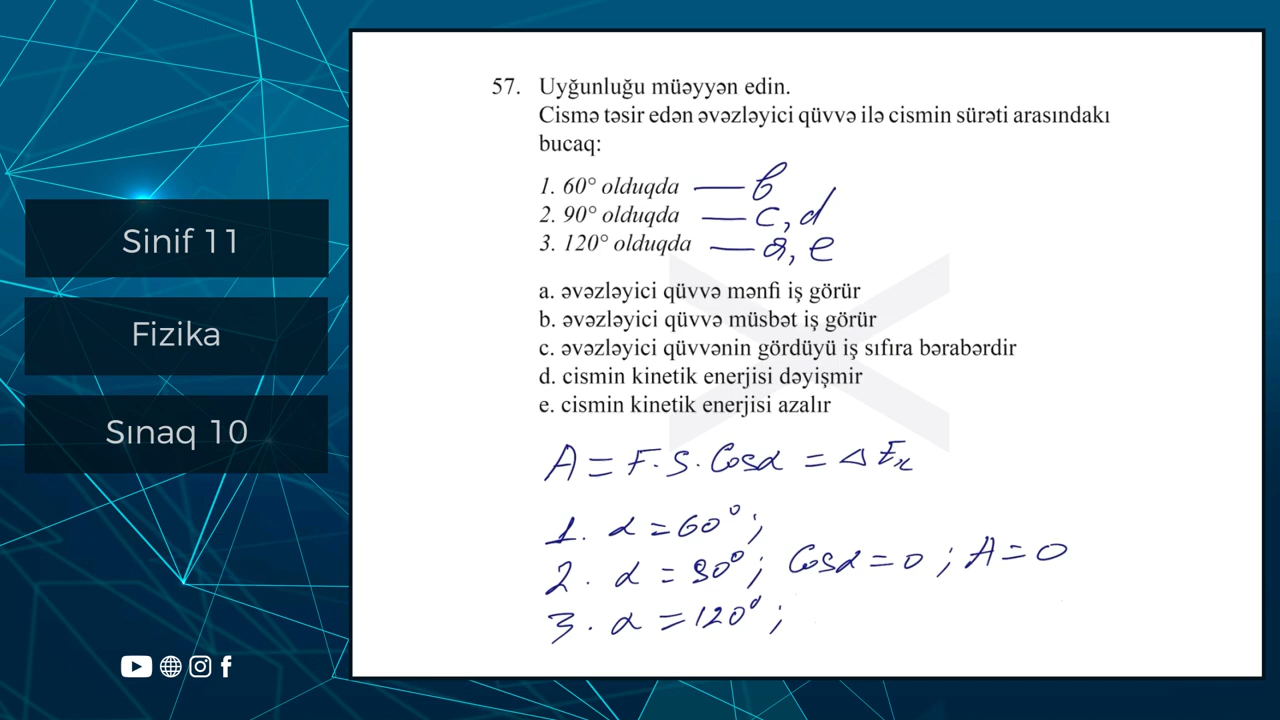 Sinif 11
Fizika
Sınaq 10
57. Uyğunluğu müəyyən edin.
Cismə təsir edən əvəzləyici qüvvə ilə cismin sürəti arasındakı
bucaq:
1. 60° olduqda — b
2. 90° olduqda — c, d
3. 120° olduqda — a, e
a. əvəzləyici qüvvə mənfi iş görür
b. əvəzləyici qüvvə müsbət iş görür
c. əvəzləyici qüvvənin gördüyü iş sıfıra bərabərdir
d. cismin kinetik enerjisi dəyişmir
e. cismin kinetik enerjisi azalır
A = F · S · Cosα = Δ Eₖ
1. α = 60°;
2. α = 90°; Cosα = 0; A = 0
3. α = 120°;